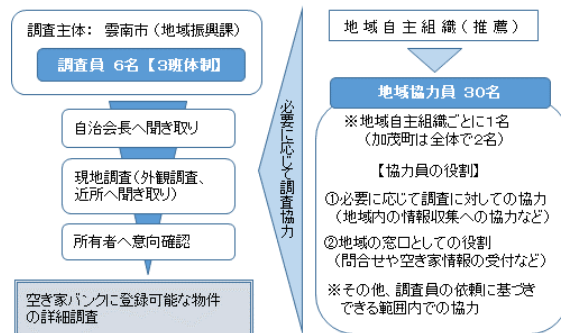 調査主体: 雲南市(地域振興課)
調査員 6名【3班体制】
自治会長へ聞き取り
現地調査(外観調査、
近所へ聞き取り)
所有者へ意向確認
空き家バンクに登録可能な物件
の詳細調査
必要に応じて調査協力
地域自主組織(推薦)
地域協力員 30名
※地域自主組織ごとに1名
(加茂町は全体で2名)
【協力員の役割】
①必要に応じて調査に対しての協力
(地域内の情報収集への協力など)
②地域の窓口としての役割
(問合せや空き家情報の受付など)
※その他、調査員の依頼に基づき
できる範囲内での協力